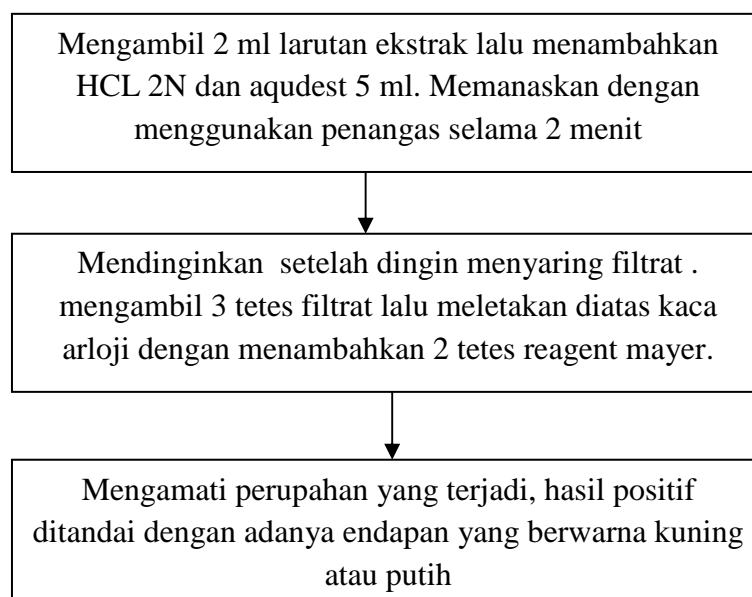 Mengambil 2 ml larutan ekstrak lalu menambahkan
HCL 2N dan aqudest 5 ml. Memanaskan dengan
menggunakan penangas selama 2 menit
Mendinginkan setelah dingin menyaring filtrat .
mengambil 3 tetes filtrat lalu meletakan diatas kaca
arloji dengan menambahkan 2 tetes reagent mayer.
Mengamati perupahan yang terjadi, hasil positif
ditandai dengan adanya endapan yang berwarna kuning
atau putih